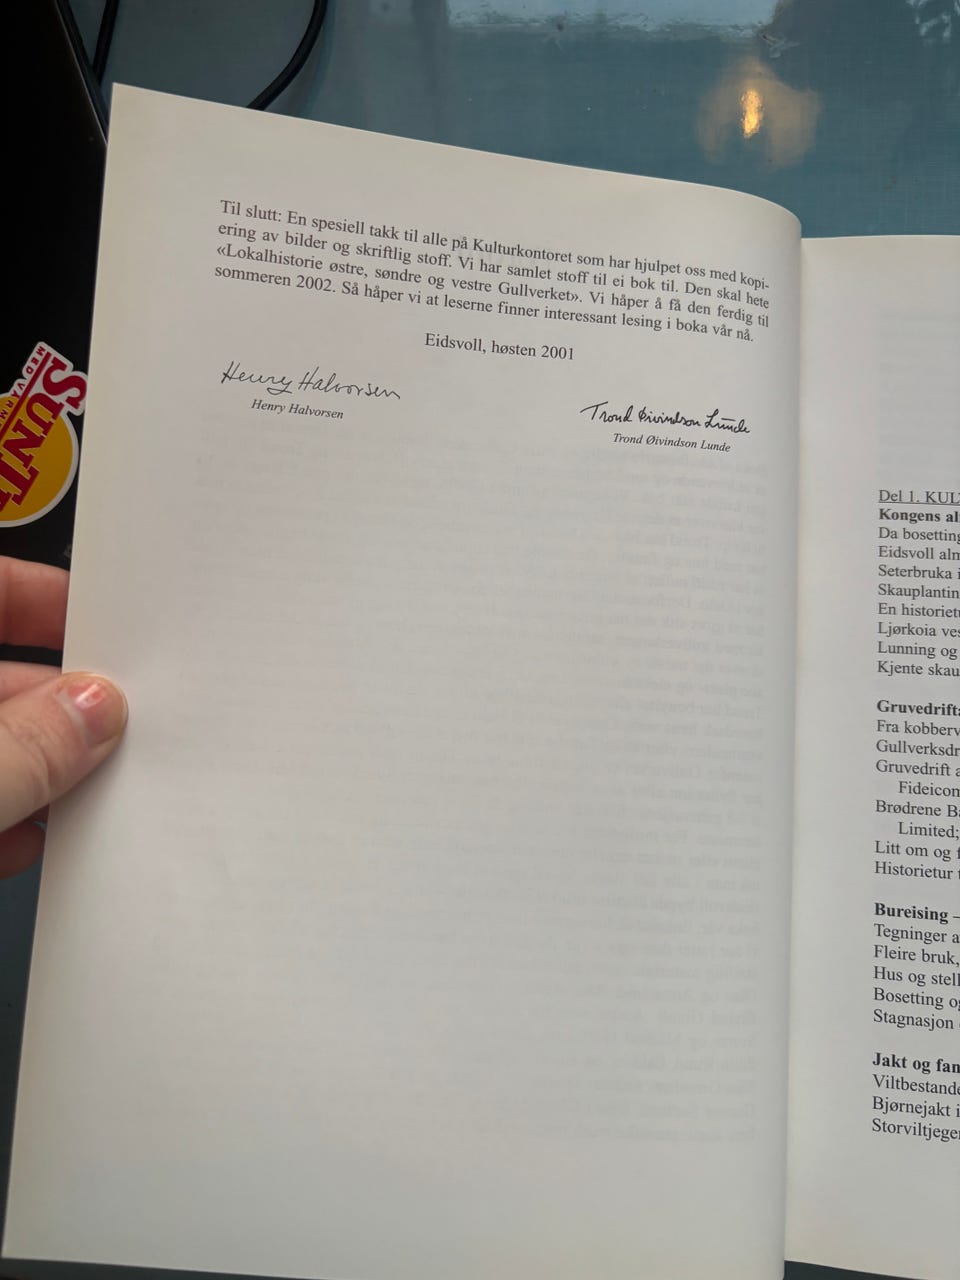 Til slutt: En spesiell takk til alle på Kulturkontoret som har hjulpet oss med kopi-
ering av bilder og skriftlig stoff. Vi har samlet stoff til ei bok til. Den skal hete
«Lokalhistorie østre, søndre og vestre Gullverket». Vi håper å få den ferdig til
sommeren 2002. Så håper vi at leserne finner interessant lesing i boka vår nå.
Eidsvoll, høsten 2001
Henry Halvorsen
Henry Halvorsen
Trond Øivindson Lunde
Trond Øivindson Lunde
Del 1. KUL
Kongens al
Da bosetting
Eidsvoll alm
Seterbruka i
Skauplantin
En historiet
Ljørkoia ves
Lunning og
Kjente skau
Gruvedrift
Fra kobberv
Gullverksdr
Gruvedrift a
Fideicom
Brødrene B
Limited;
Litt om og f
Historietur t
Bureising –
Tegninger a
Fleire bruk,
Hus og stell
Bosetting og
Stagnasjon
Jakt og fan
Viltbestande
Bjørnejakt i
Storviltjeger
SUN
MED VARM